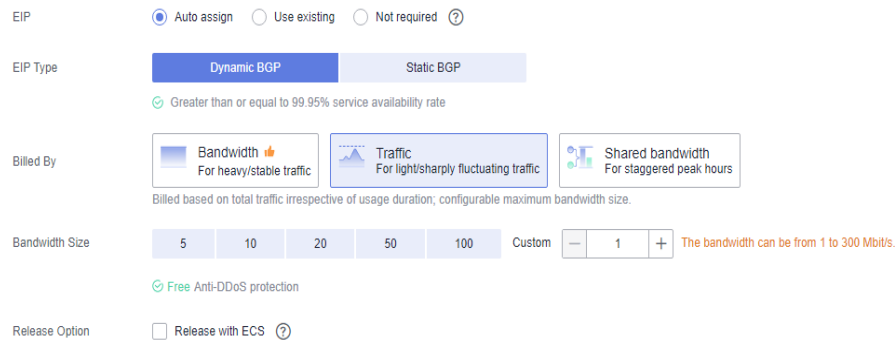 EIP Auto assign Use existing Not required ?
EIP Type Dynamic BGP Static BGP
Greater than or equal to 99.95% service availability rate
Billed By Bandwidth For heavy/stable traffic Traffic For light/sharply fluctuating traffic Shared bandwidth For staggered peak hours
Billed based on total traffic irrespective of usage duration; configurable maximum bandwidth size.
Bandwidth Size 5 10 20 50 100 Custom — 1 + The bandwidth can be from 1 to 300 Mbit/s.
Free Anti-DDoS protection
Release Option Release with ECS ?